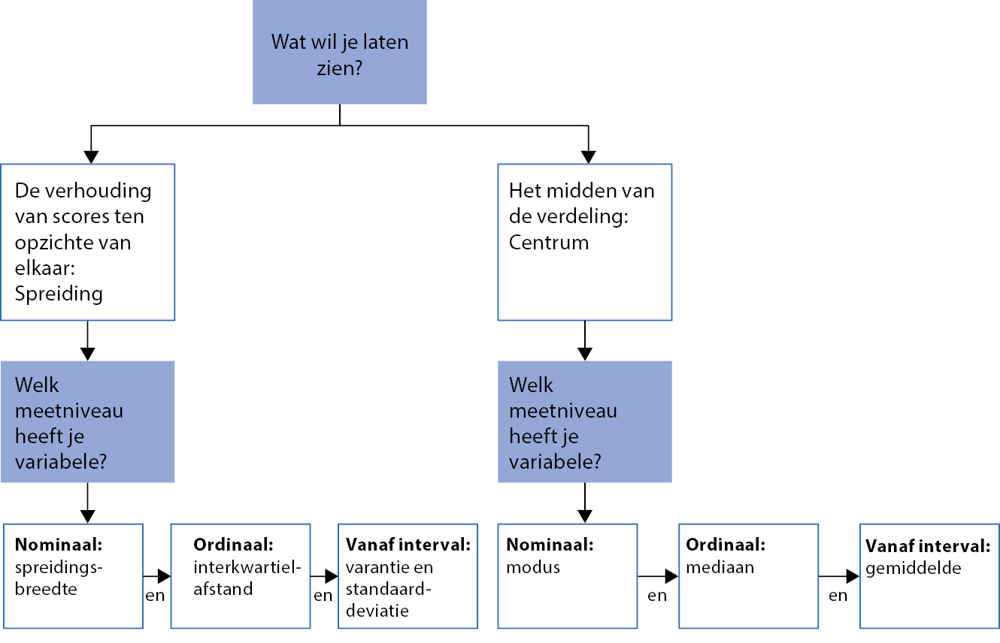 Wat wil je laten
zien?
De verhouding
van scores ten
opzichte van
elkaar:
Spreiding
Het midden van
de verdeling:
Centrum
Welk
meetniveau
heeft je
variabele?
Welk
meetniveau
heeft je
variabele?
Nominaal:
spreidings-
breedte
en
Ordinaal:
interkwartiel-
afstand
en
Vanaf interval:
varantie en
standaard-
deviatie
Nominaal:
modus
en
Ordinaal:
mediaan
en
Vanaf interval:
gemiddelde